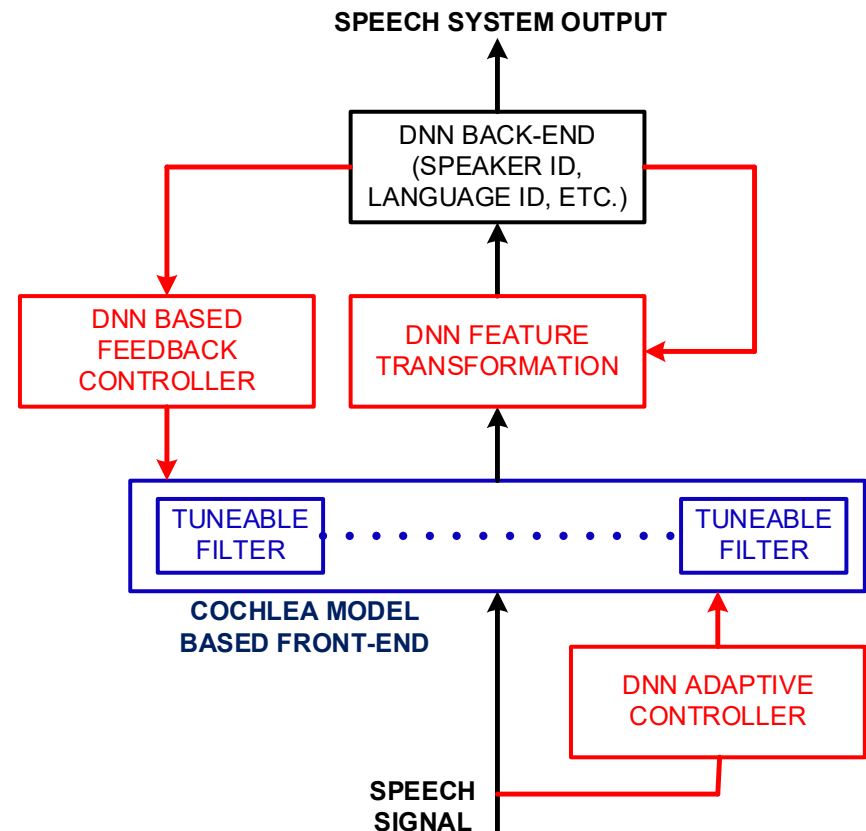 SPEECH SYSTEM OUTPUT
DNN BACK-END
(SPEAKER ID,
LANGUAGE ID, ETC.)
DNN BASED
FEEDBACK
CONTROLLER
DNN FEATURE
TRANSFORMATION
TUNEABLE
FILTER
TUNEABLE
FILTER
COCHLEA MODEL
BASED FRONT-END
DNN ADAPTIVE
CONTROLLER
SPEECH
SIGNAL